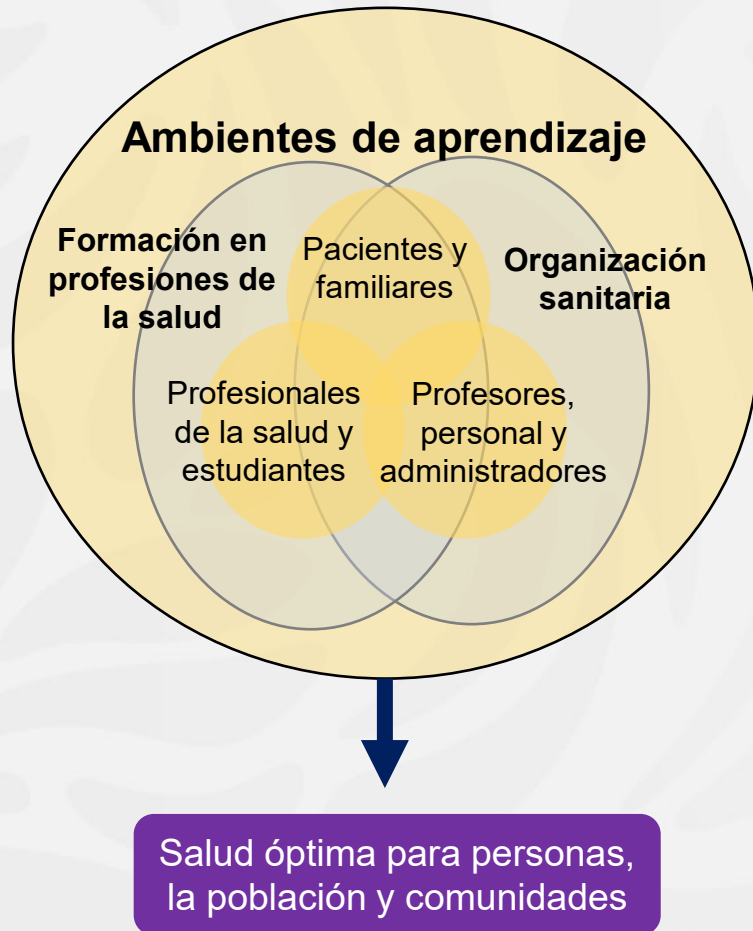 Ambientes de aprendizaje
Formación en
profesiones de
la salud
Pacientes y
familiares
Organización
sanitaria
Profesionales
de la salud y
estudiantes
Profesores,
personal y
administradores
Salud óptima para personas,
la población y comunidades